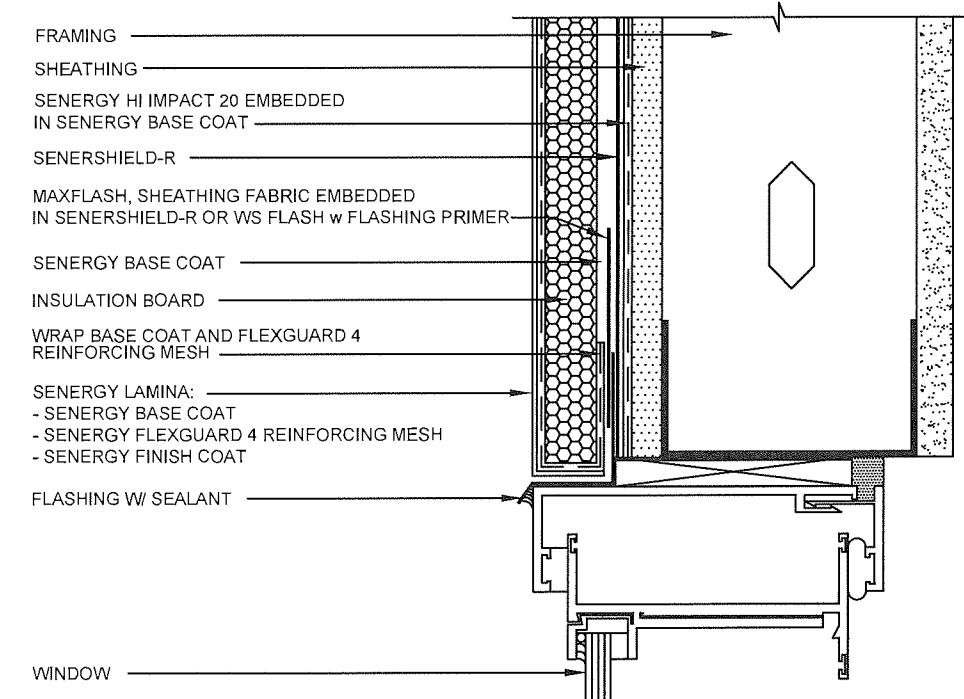 FRAMING
SHEATHING
SENERGY HI IMPACT 20 EMBEDDED
IN SENERGY BASE COAT
SENERSHIELD-R
MAXFLASH, SHEATHING FABRIC EMBEDDED
IN SENERSHIELD-R OR WS FLASH w FLASHING PRIMER
SENERGY BASE COAT
INSULATION BOARD
WRAP BASE COAT AND FLEXGUARD 4
REINFORCING MESH
SENERGY LAMINA:
- SENERGY BASE COAT
- SENERGY FLEXGUARD 4 REINFORCING MESH
- SENERGY FINISH COAT
FLASHING W/ SEALANT
WINDOW